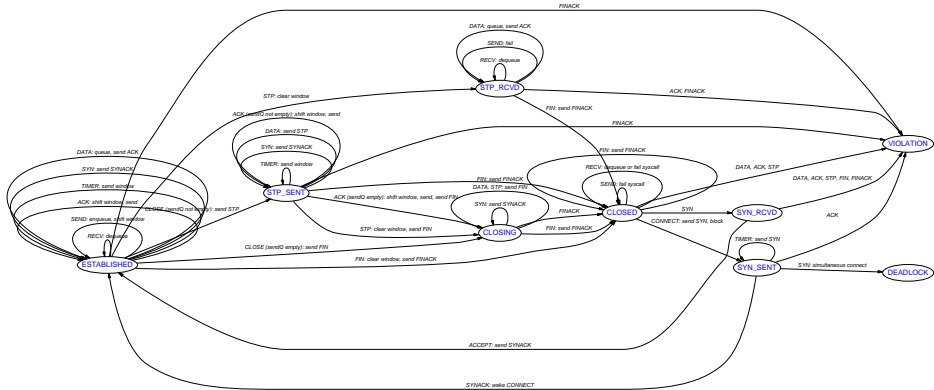 FINACK
DATA: queue, send ACK
SEND: fail
RECV: dequeue
STP_RCVD
STP: clear window
ACK, FINACK
FIN: send FINACK
ACK (sendQ not empty): shift window, send
DATA: send STP
SYN: send SYNACK
TIMER: send window
STP_SENT
FINACK
VIOLATION
DATA: queue, send ACK
SYN: send SYNACK
TIMER: send window
ACK: shift window, send
SEND: enqueue, shift window
RECV: dequeue
ESTABLISHED
CLOSE (sendQ not empty): send STP
FIN: send FINACK
ACK (sendQ empty): shift window, send, send FIN
STP: clear window, send FIN
DATA, STP: send FIN
SYN: send SYNACK
CLOSING
FINACK
FIN: send FINACK
FIN: send FINACK
RECV: dequeue or fail syscall
SEND: fail syscall
CLOSED
DATA, ACK, STP
DATA, ACK, STP, FIN, FINACK
SYN
SYN_RCVD
CONNECT: send SYN, block
ACK
TIMER: send SYN
SYN_SENT
SYN: simultaneous connect
DEADLOCK
CLOSE (sendQ empty): send FIN
FIN: clear window, send FINACK
ACCEPT: send SYNACK
SYNACK: wake CONNECT